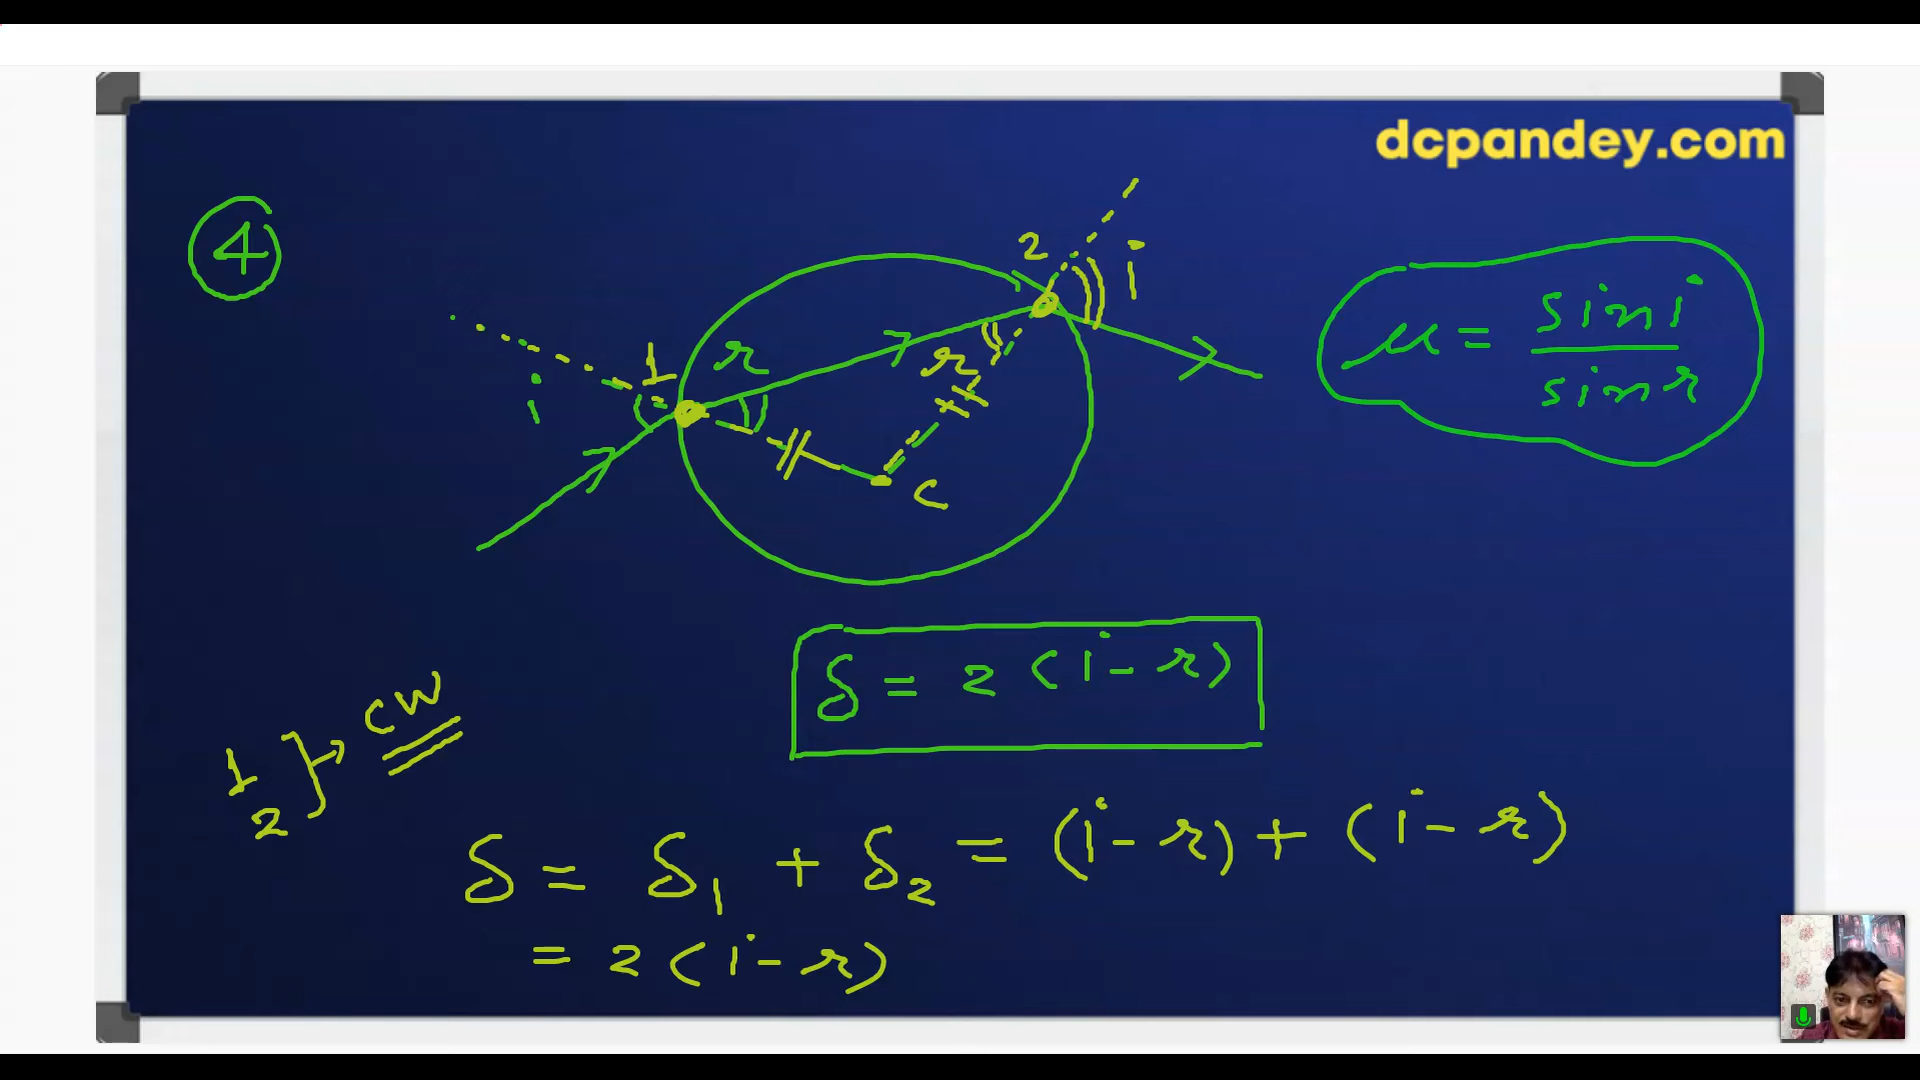 dcpandey.com
4
2
i
1
r
i
r
C
μ = sin i / sin r
δ = 2 (i - r)
1
2 } → CW
δ = δ₁ + δ₂ = (i - r) + (i - r)
= 2 (i - r)